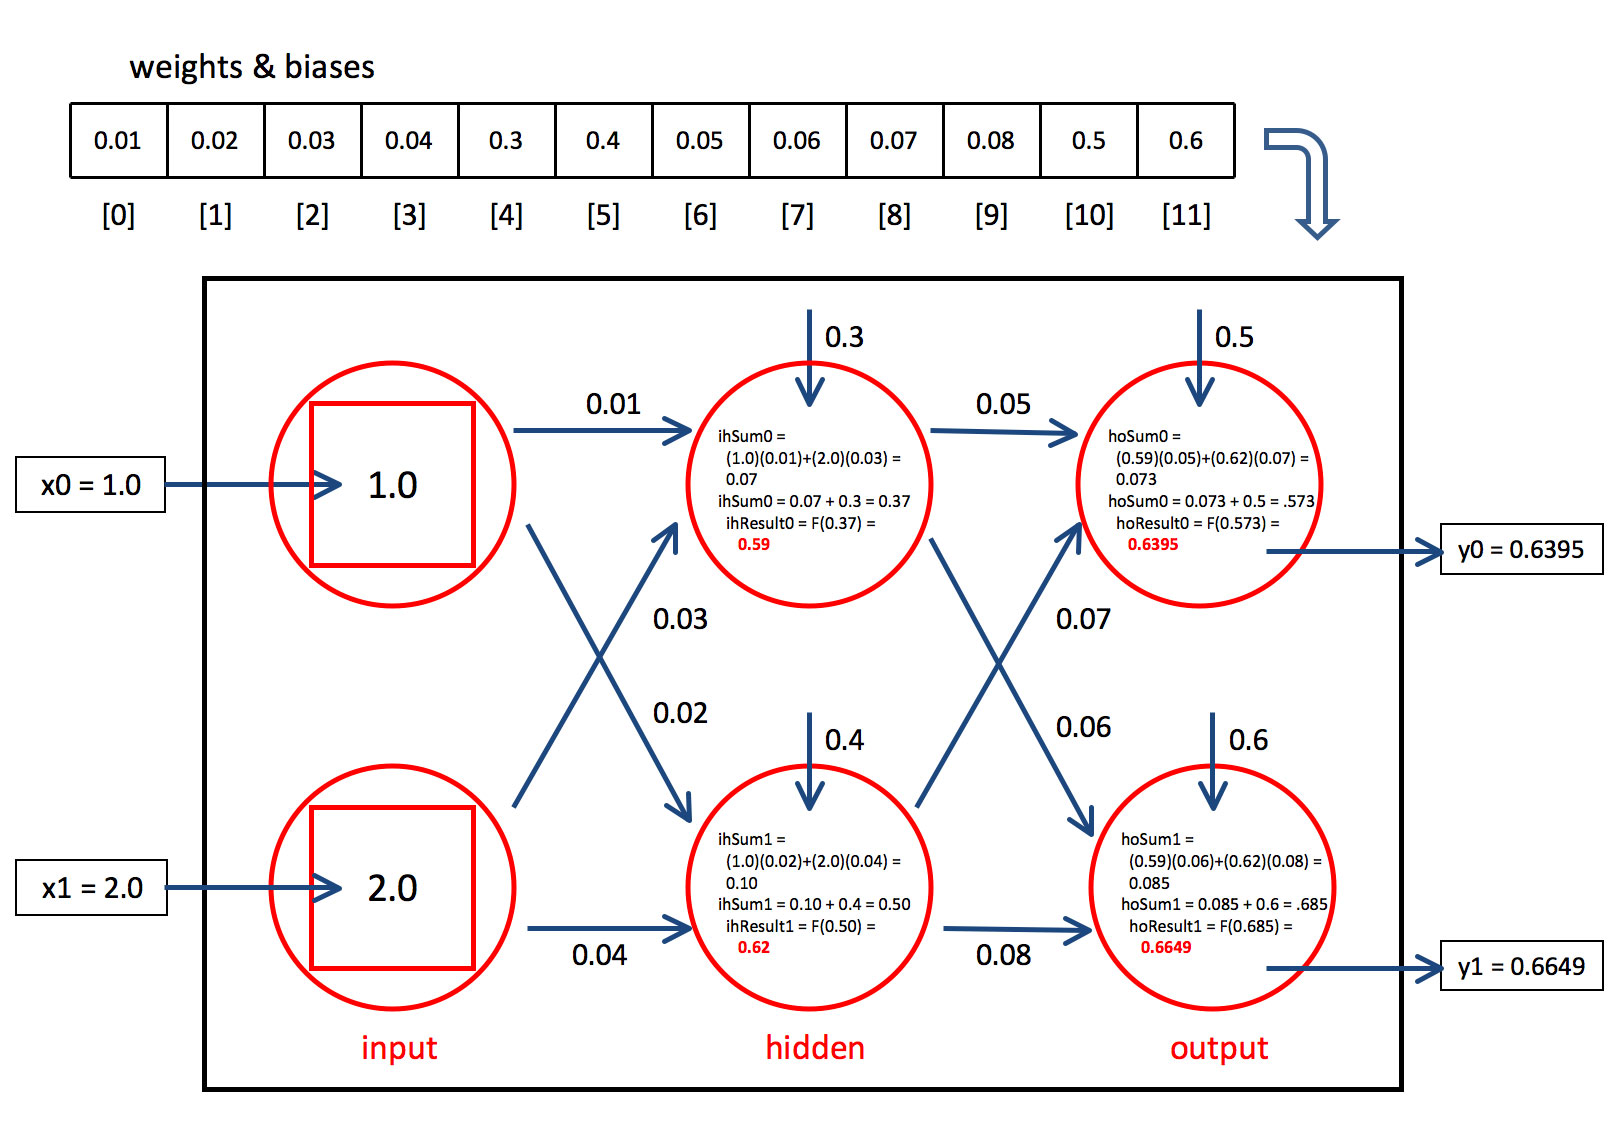 weights & biases
0.01 0.02 0.03 0.04 0.3 0.4 0.05 0.06 0.07 0.08 0.5 0.6
[0] [1] [2] [3] [4] [5] [6] [7] [8] [9] [10] [11]
0.3
0.5
0.01
0.05
x0 = 1.0
1.0
ihSum0 =
(1.0)(0.01)+(2.0)(0.03) =
0.07
ihSum0 = 0.07 + 0.3 = 0.37
ihResult0 = F(0.37) =
0.59
hoSum0 =
(0.59)(0.05)+(0.62)(0.07) =
0.073
hoSum0 = 0.073 + 0.5 = .573
hoResult0 = F(0.573) =
0.6395
y0 = 0.6395
0.03
0.07
0.02
0.06
0.4
0.6
x1 = 2.0
2.0
ihSum1 =
(1.0)(0.02)+(2.0)(0.04) =
0.10
ihSum1 = 0.10 + 0.4 = 0.50
ihResult1 = F(0.50) =
0.62
hoSum1 =
(0.59)(0.06)+(0.62)(0.08) =
0.085
hoSum1 = 0.085 + 0.6 = .685
hoResult1 = F(0.685) =
0.6649
0.04
0.08
y1 = 0.6649
input
hidden
output